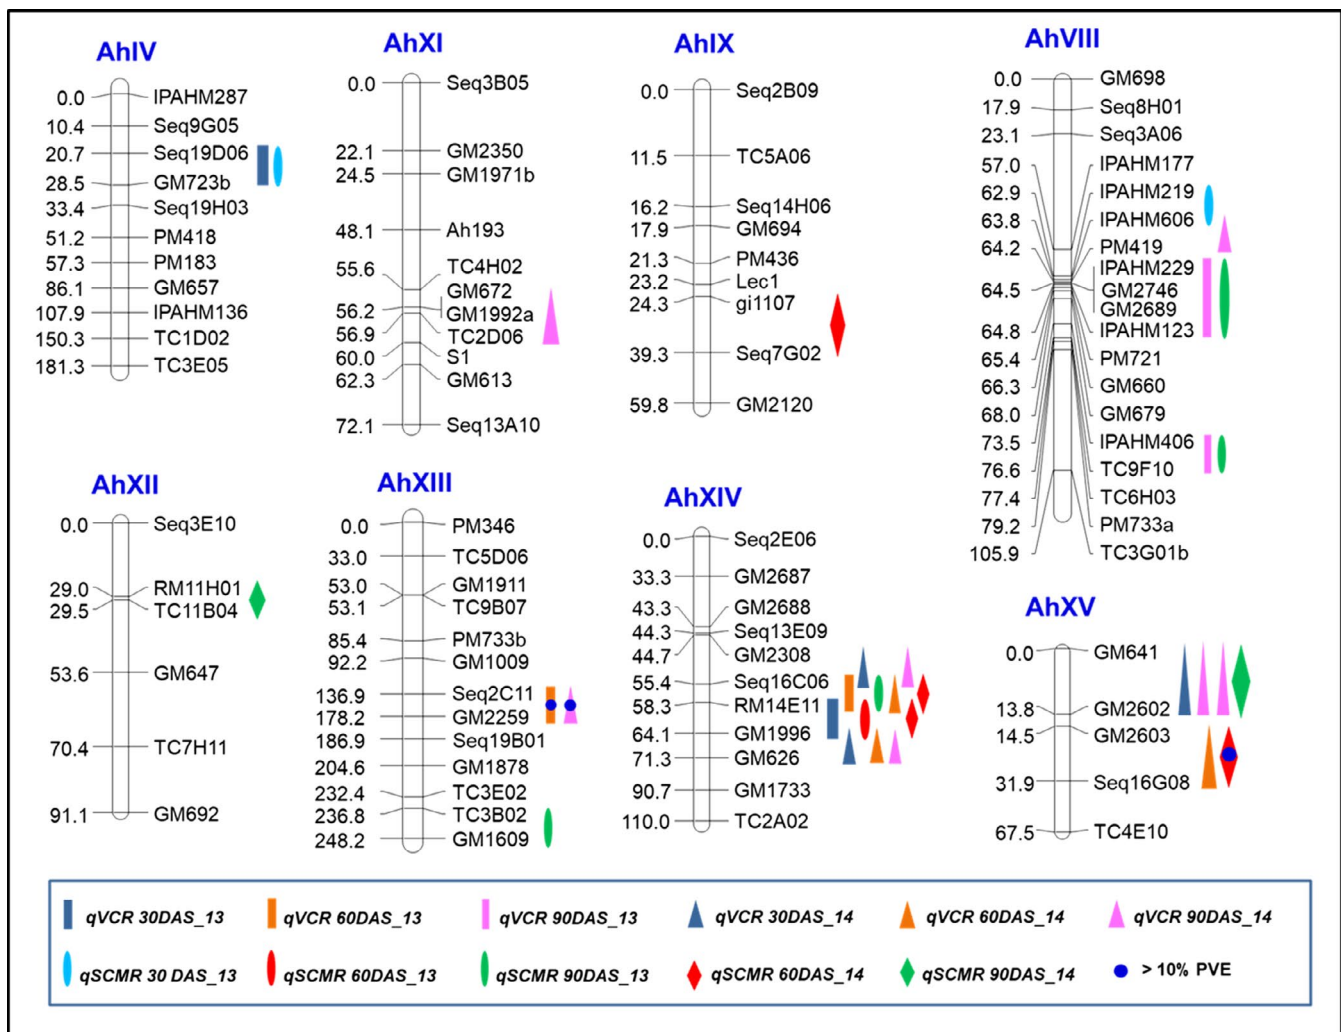 AhIV
0.0 IPAHM287
10.4 Seq9G05
20.7 Seq19D06
28.5 GM723b
33.4 Seq19H03
51.2 PM418
57.3 PM183
86.1 GM657
107.9 IPAHM136
150.3 TC1D02
181.3 TC3E05
AhXI
0.0 Seq3B05
22.1 GM2350
24.5 GM1971b
48.1 Ah193
55.6 TC4H02
GM672
56.2 GM1992a
56.9 TC2D06
60.0 S1
62.3 GM613
72.1 Seq13A10
AhIX
0.0 Seq2B09
11.5 TC5A06
16.2 Seq14H06
17.9 GM694
21.3 PM436
23.2 Lec1
24.3 gi1107
39.3 Seq7G02
59.8 GM2120
AhVIII
0.0 GM698
17.9 Seq8H01
23.1 Seq3A06
57.0 IPAHM177
62.9 IPAHM219
63.8 IPAHM606
64.2 PM419
IPAHM229
64.5 GM2746
GM2689
64.8 IPAHM123
65.4 PM721
66.3 GM660
68.0 GM679
73.5 IPAHM406
76.6 TC9F10
77.4 TC6H03
79.2 PM733a
105.9 TC3G01b
AhXII
0.0 Seq3E10
29.0 RM11H01
29.5 TC11B04
53.6 GM647
70.4 TC7H11
91.1 GM692
AhXIII
0.0 PM346
33.0 TC5D06
53.0 GM1911
53.1 TC9B07
85.4 PM733b
92.2 GM1009
136.9 Seq2C11
178.2 GM2259
186.9 Seq19B01
204.6 GM1878
232.4 TC3E02
236.8 TC3B02
248.2 GM1609
AhXIV
0.0 Seq2E06
33.3 GM2687
43.3 GM2688
44.3 Seq13E09
44.7 GM2308
55.4 Seq16C06
58.3 RM14E11
64.1 GM1996
71.3 GM626
90.7 GM1733
110.0 TC2A02
AhXV
0.0 GM641
13.8 GM2602
14.5 GM2603
31.9 Seq16G08
67.5 TC4E10
qVCR 30DAS_13 qVCR 60DAS_13 qVCR 90DAS_13 qVCR 30DAS_14 qVCR 60DAS_14 qVCR 90DAS_14
qSCMR 30 DAS_13 qSCMR 60DAS_13 qSCMR 90DAS_13 qSCMR 60DAS_14 qSCMR 90DAS_14 > 10% PVE